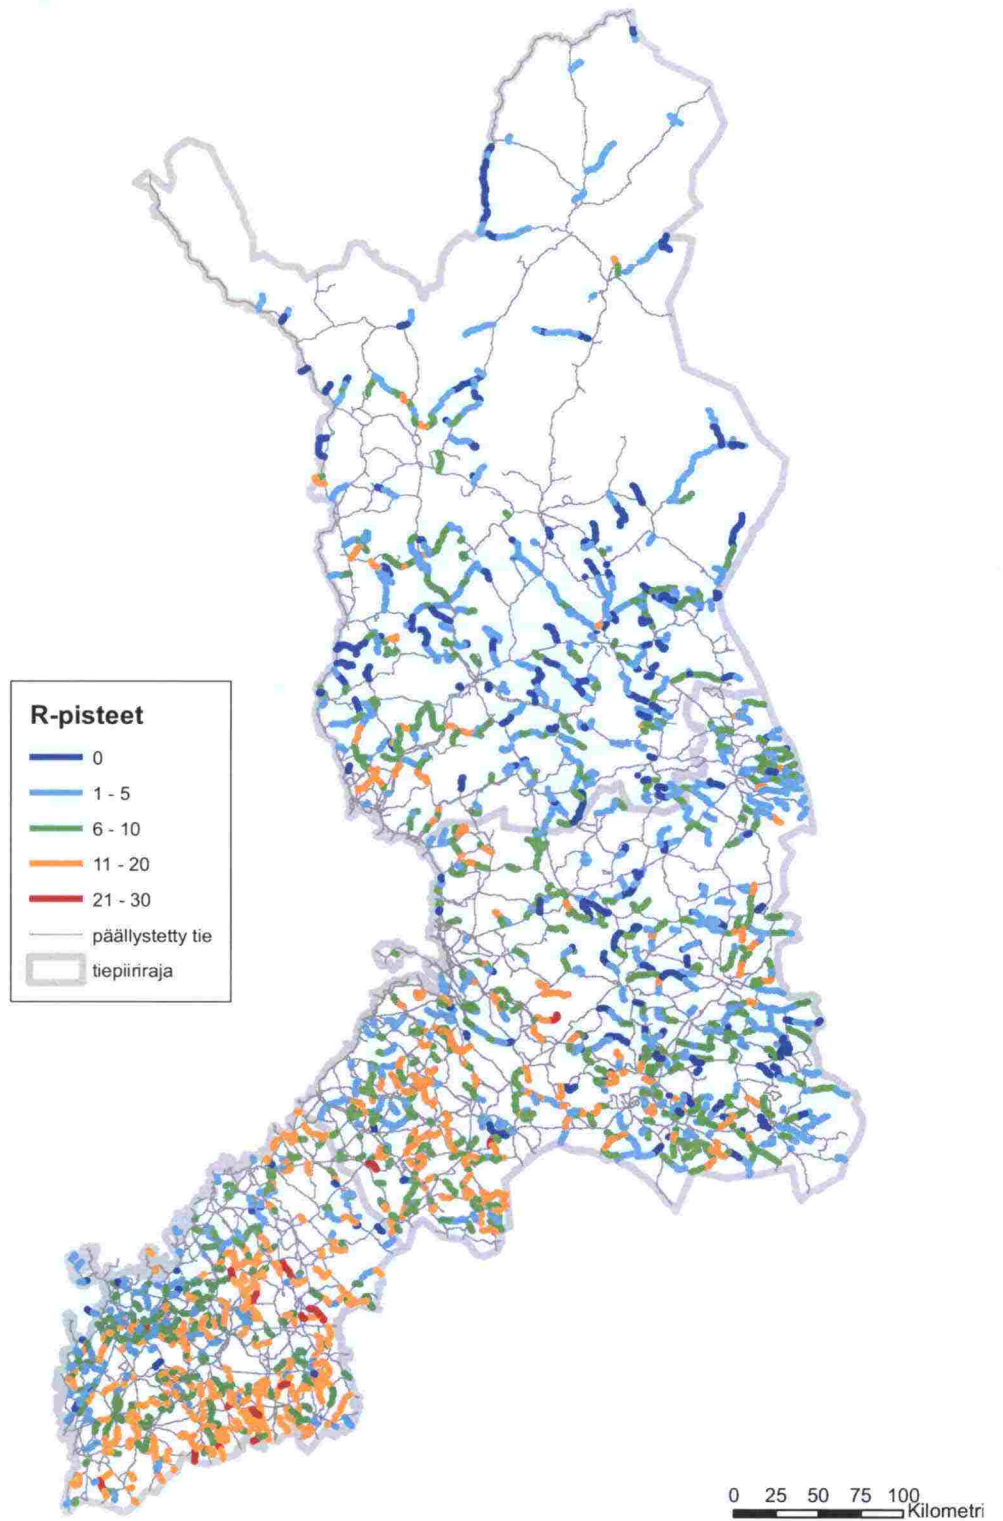 R-pisteet
0
1 - 5
6 - 10
11 - 20
21 - 30
päällystetty tie
tiepiiriraja
0 25 50 75 100
Kilometri